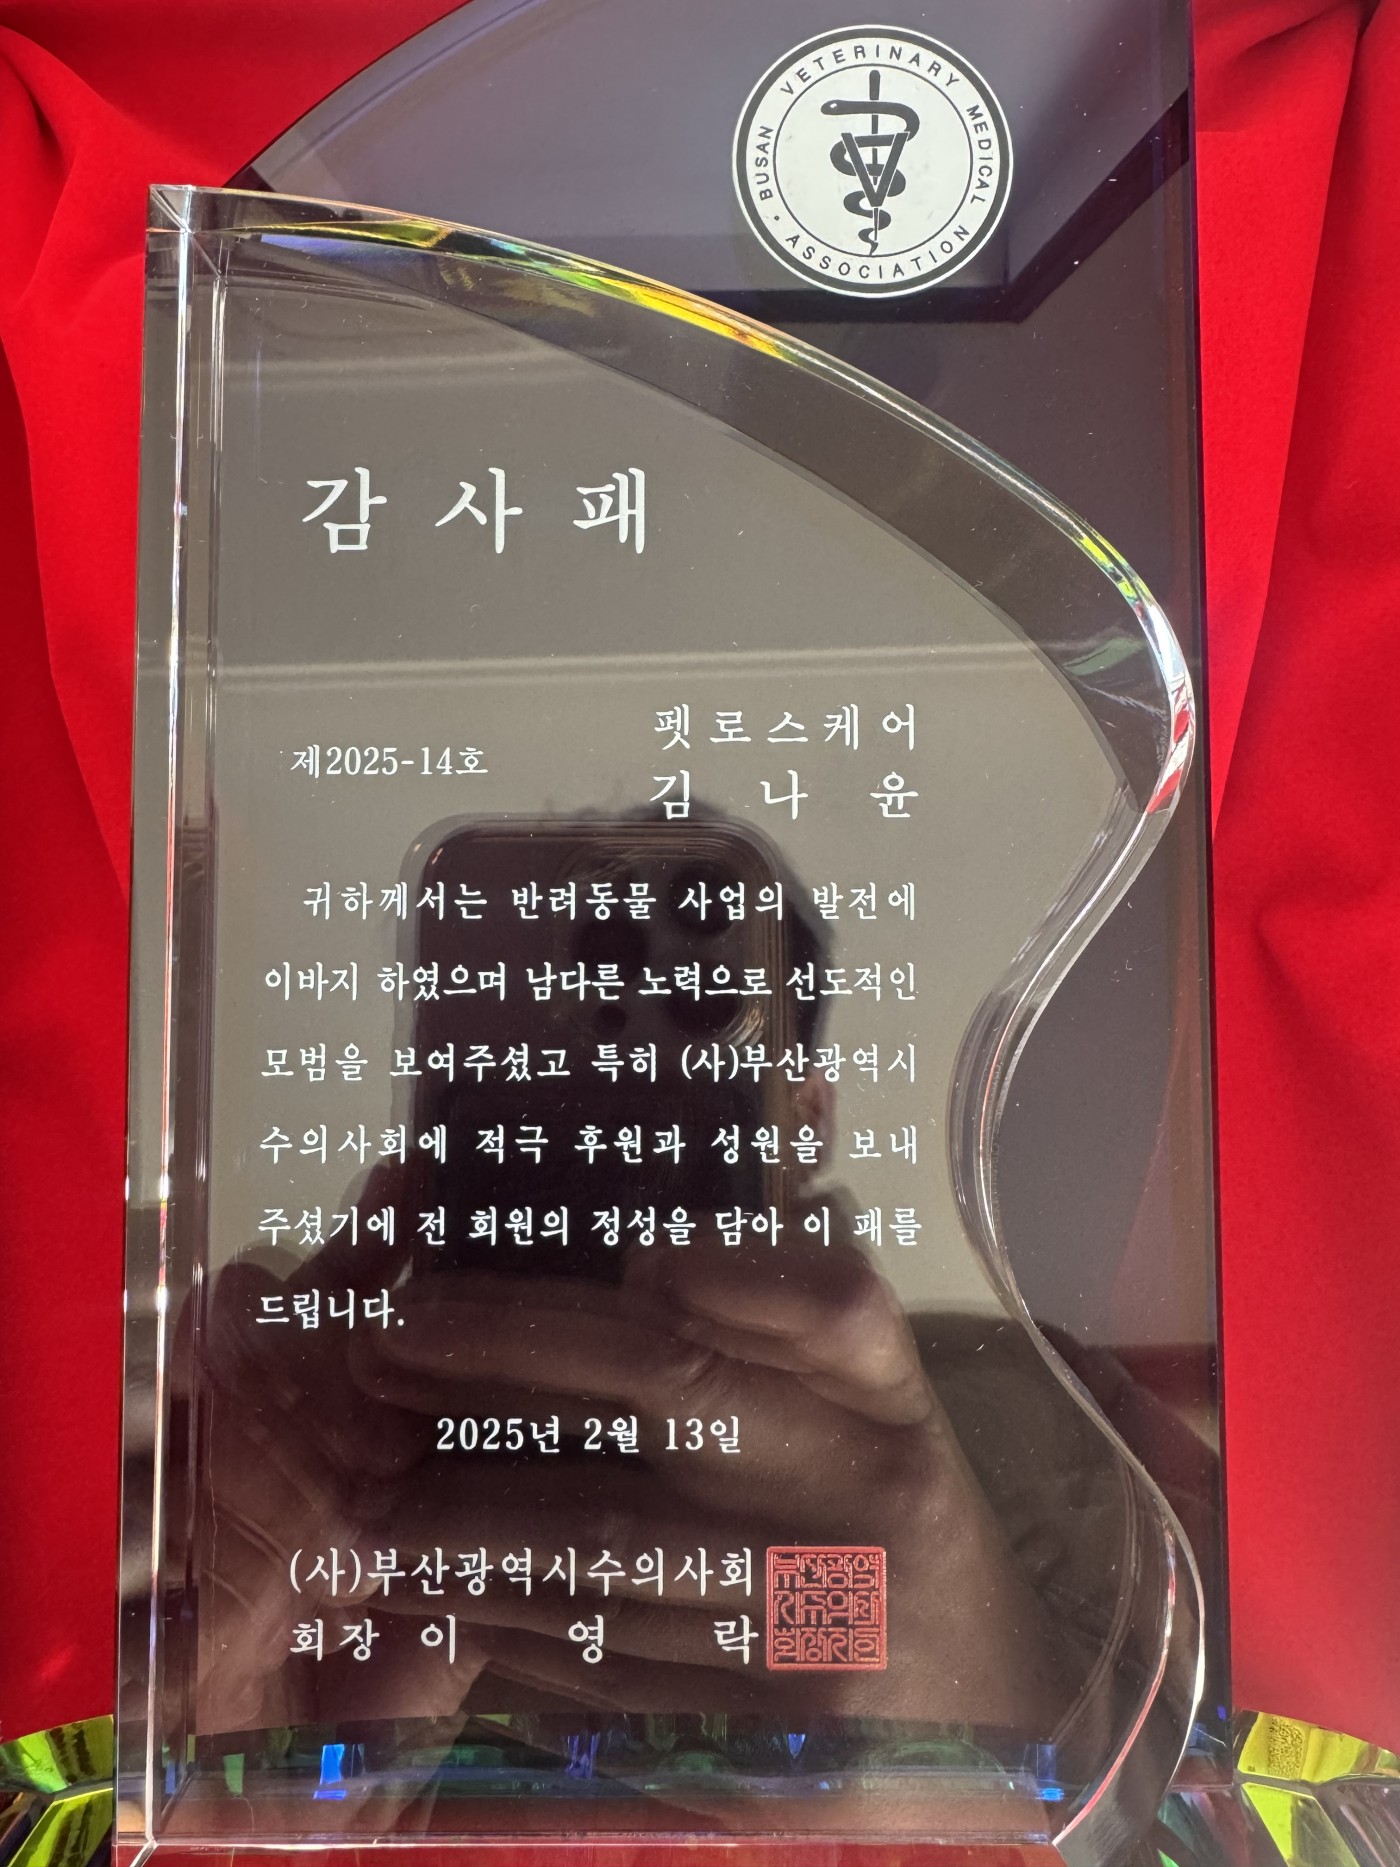 BUSAN VETERINARY MEDICAL ASSOCIATION
V
감사패
제2025-14호
펫로스케어
김나윤
귀하께서는 반려동물 사업의 발전에
이바지 하였으며 남다른 노력으로 선도적인
모범을 보여주셨고 특히 (사)부산광역시
수의사회에 적극 후원과 성원을 보내
주셨기에 전 회원의 정성을 담아 이 패를
드립니다.
2025년 2월 13일
(사)부산광역시수의사회
회장 이영락